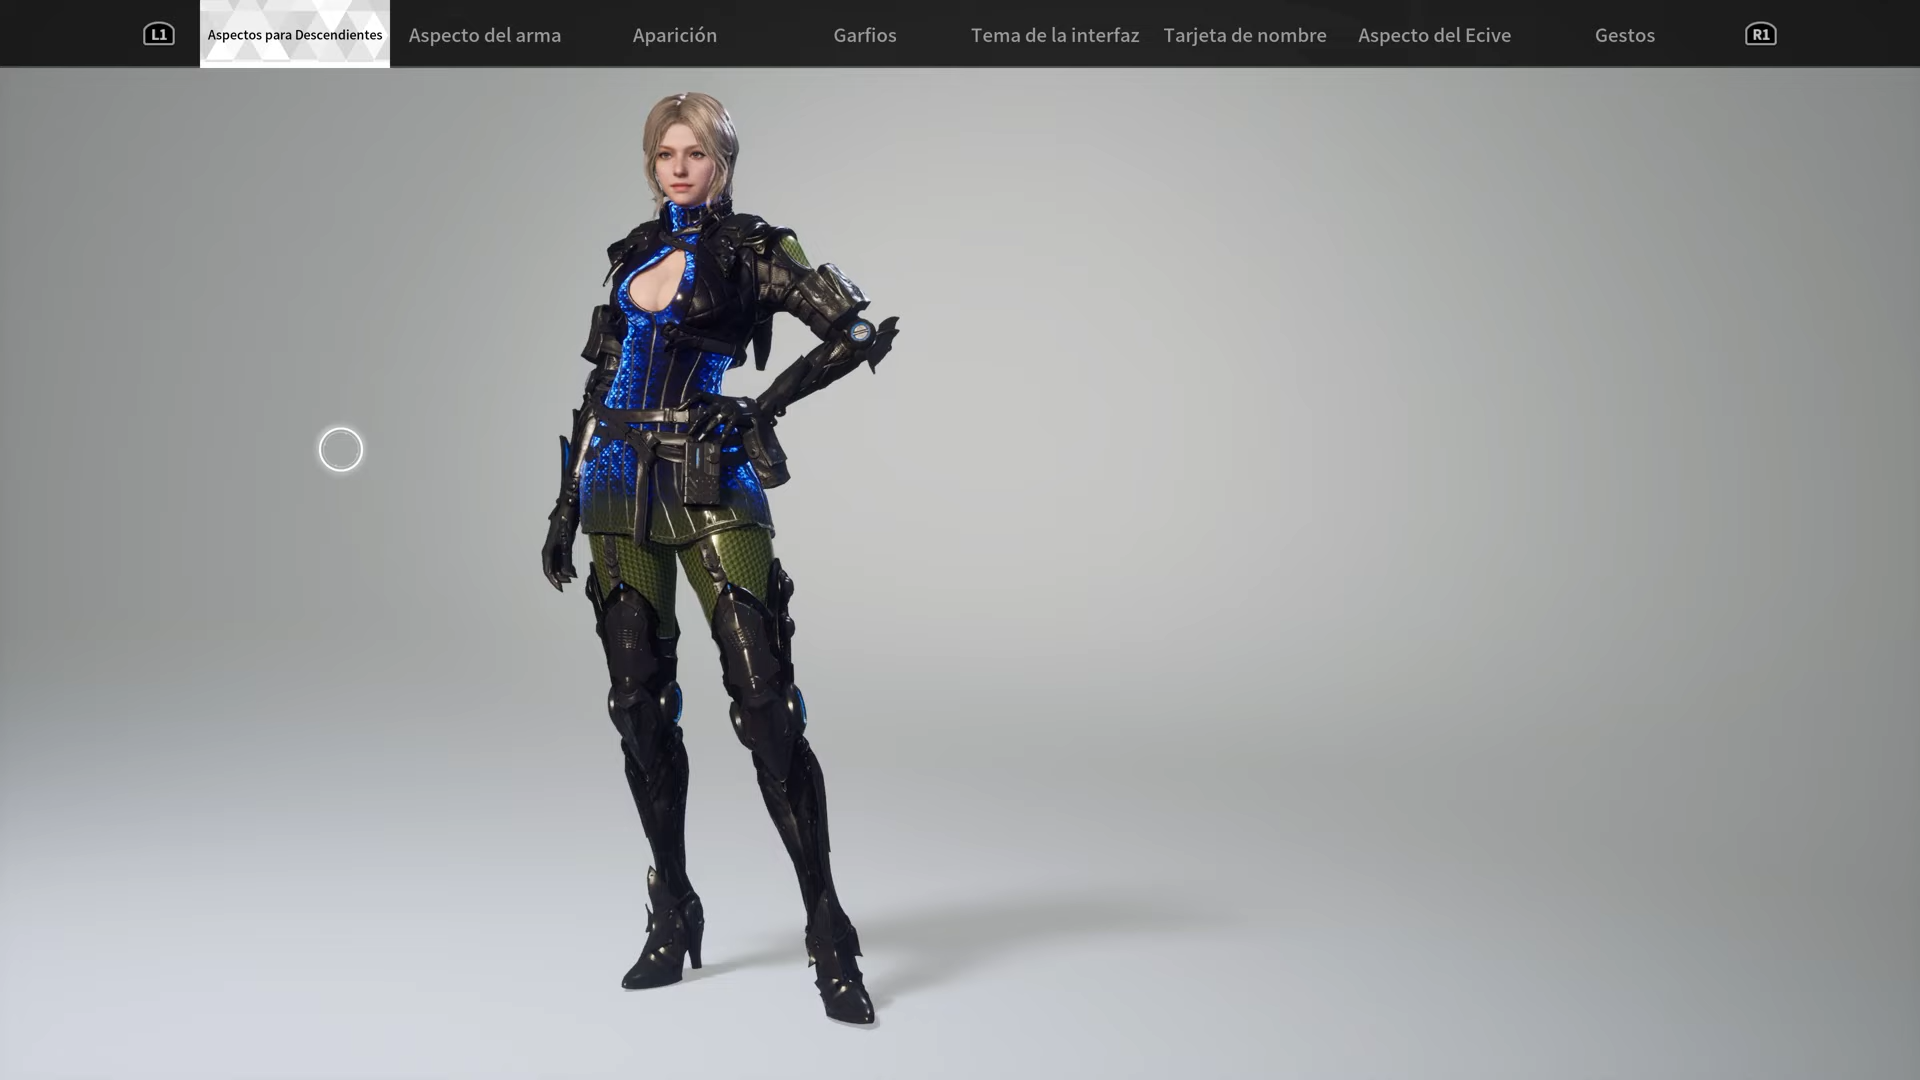 L1 Aspectos para Descendientes Aspecto del arma Aparición Garfios Tema de la interfaz Tarjeta de nombre Aspecto del Ecive Gestos R1